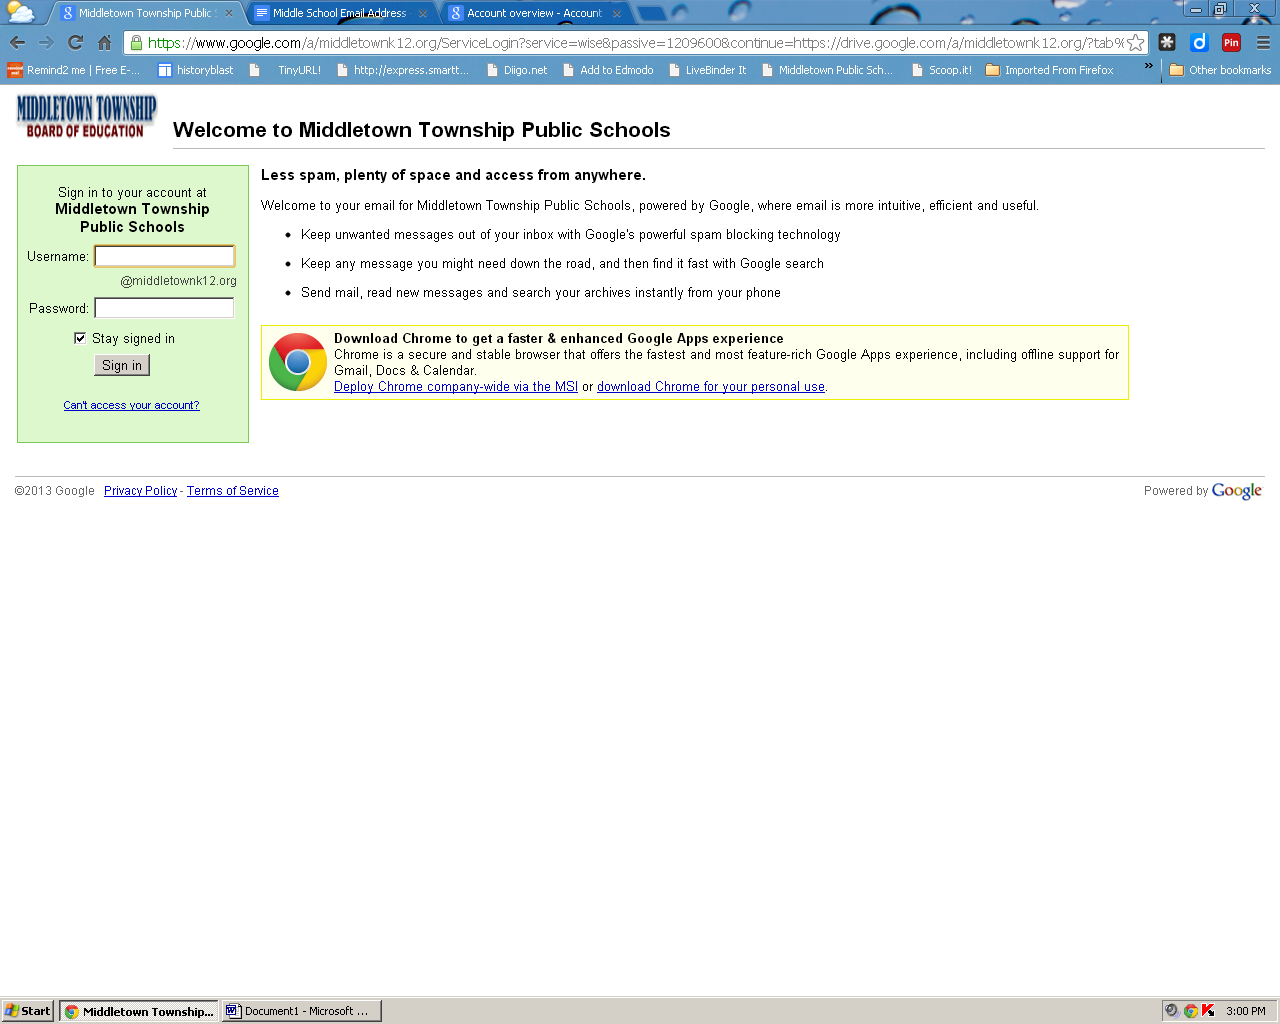 Middletown Township Public S
Middle School Email Address
Account overview - Account
https://www.google.com/a/middletownk12.org/ServiceLogin?service=wise&passive=1209600&continue=https://drive.google.com/a/middletownk12.org/?tab%
Pin
Remind2 me | Free E-...
historyblast
TinyURL!
http://express.smartt...
Diigo.net
Add to Edmodo
LiveBinder It
Middletown Public Sch...
Scoop.it!
Imported From Firefox
»
Other bookmarks
MIDDLETOWN TOWNSHIP
BOARD OF EDUCATION
Welcome to Middletown Township Public Schools
Sign in to your account at
Middletown Township
Public Schools
Username:
@middletownk12.org
Password:
Stay signed in
Sign in
Can't access your account?
Less spam, plenty of space and access from anywhere.
Welcome to your email for Middletown Township Public Schools, powered by Google, where email is more intuitive, efficient and useful.
• Keep unwanted messages out of your inbox with Google's powerful spam blocking technology
• Keep any message you might need down the road, and then find it fast with Google search
• Send mail, read new messages and search your archives instantly from your phone
Download Chrome to get a faster & enhanced Google Apps experience
Chrome is a secure and stable browser that offers the fastest and most feature-rich Google Apps experience, including offline support for
Gmail, Docs & Calendar.
Deploy Chrome company-wide via the MSI or download Chrome for your personal use.
©2013 Google Privacy Policy - Terms of Service
Powered by Google
Start
Middletown Township...
Document1 - Microsoft ...
3:00 PM